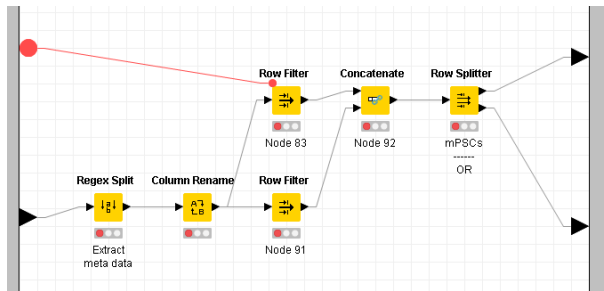 Row Filter
Concatenate
Row Splitter
Node 83
Node 92
mPSCs
------
OR
Regex Split
Column Rename
Row Filter
Extract
meta data
Node 91